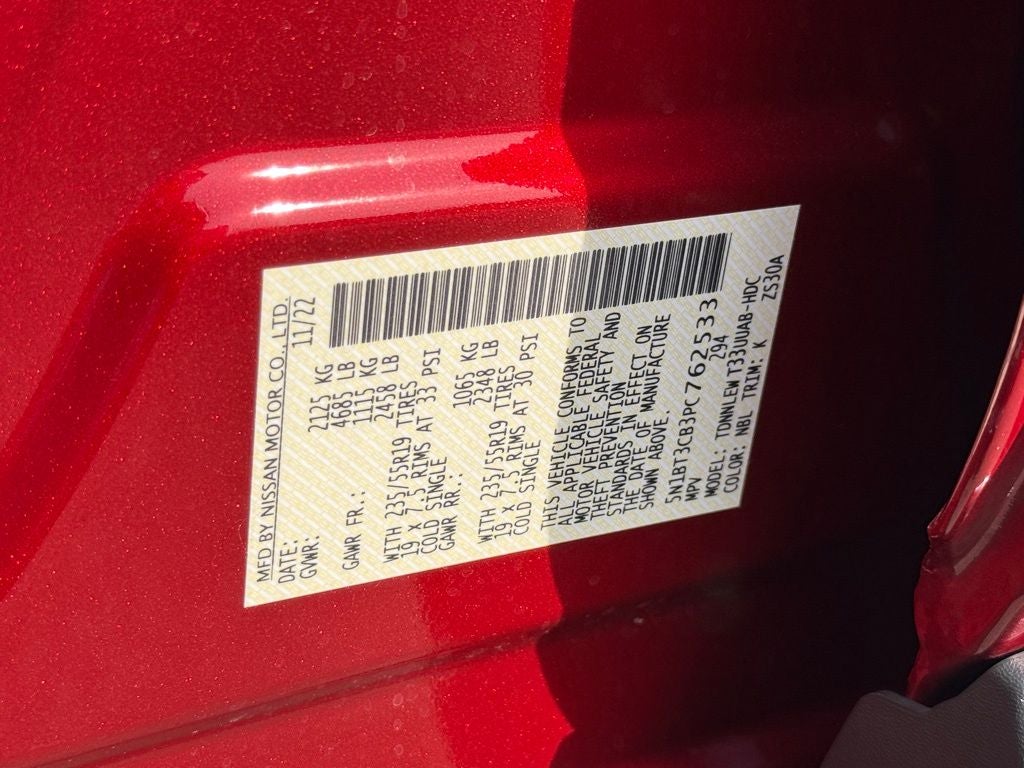 MFD BY NISSAN MOTOR CO., LTD.
DATE: 11/22
GVWR: 2125 KG
4685 LB
GAWR FR.: 1115 KG
2458 LB
WITH 235/55R19 TIRES
19 X 7.5 RIMS AT 33 PSI
COLD SINGLE
GAWR RR.: 1065 KG
2348 LB
WITH 235/55R19 TIRES
19 X 7.5 RIMS AT 30 PSI
COLD SINGLE
THIS VEHICLE CONFORMS TO
ALL APPLICABLE FEDERAL
MOTOR VEHICLE SAFETY AND
THEFT PREVENTION
STANDARDS IN EFFECT ON
THE DATE OF MANUFACTURE
SHOWN ABOVE.
5N1BT3CB3PC762533
MPV Z94
MODEL: TDNNLEW T33UUAB-HDC
COLOR: NBL TRIM: K ZS30A